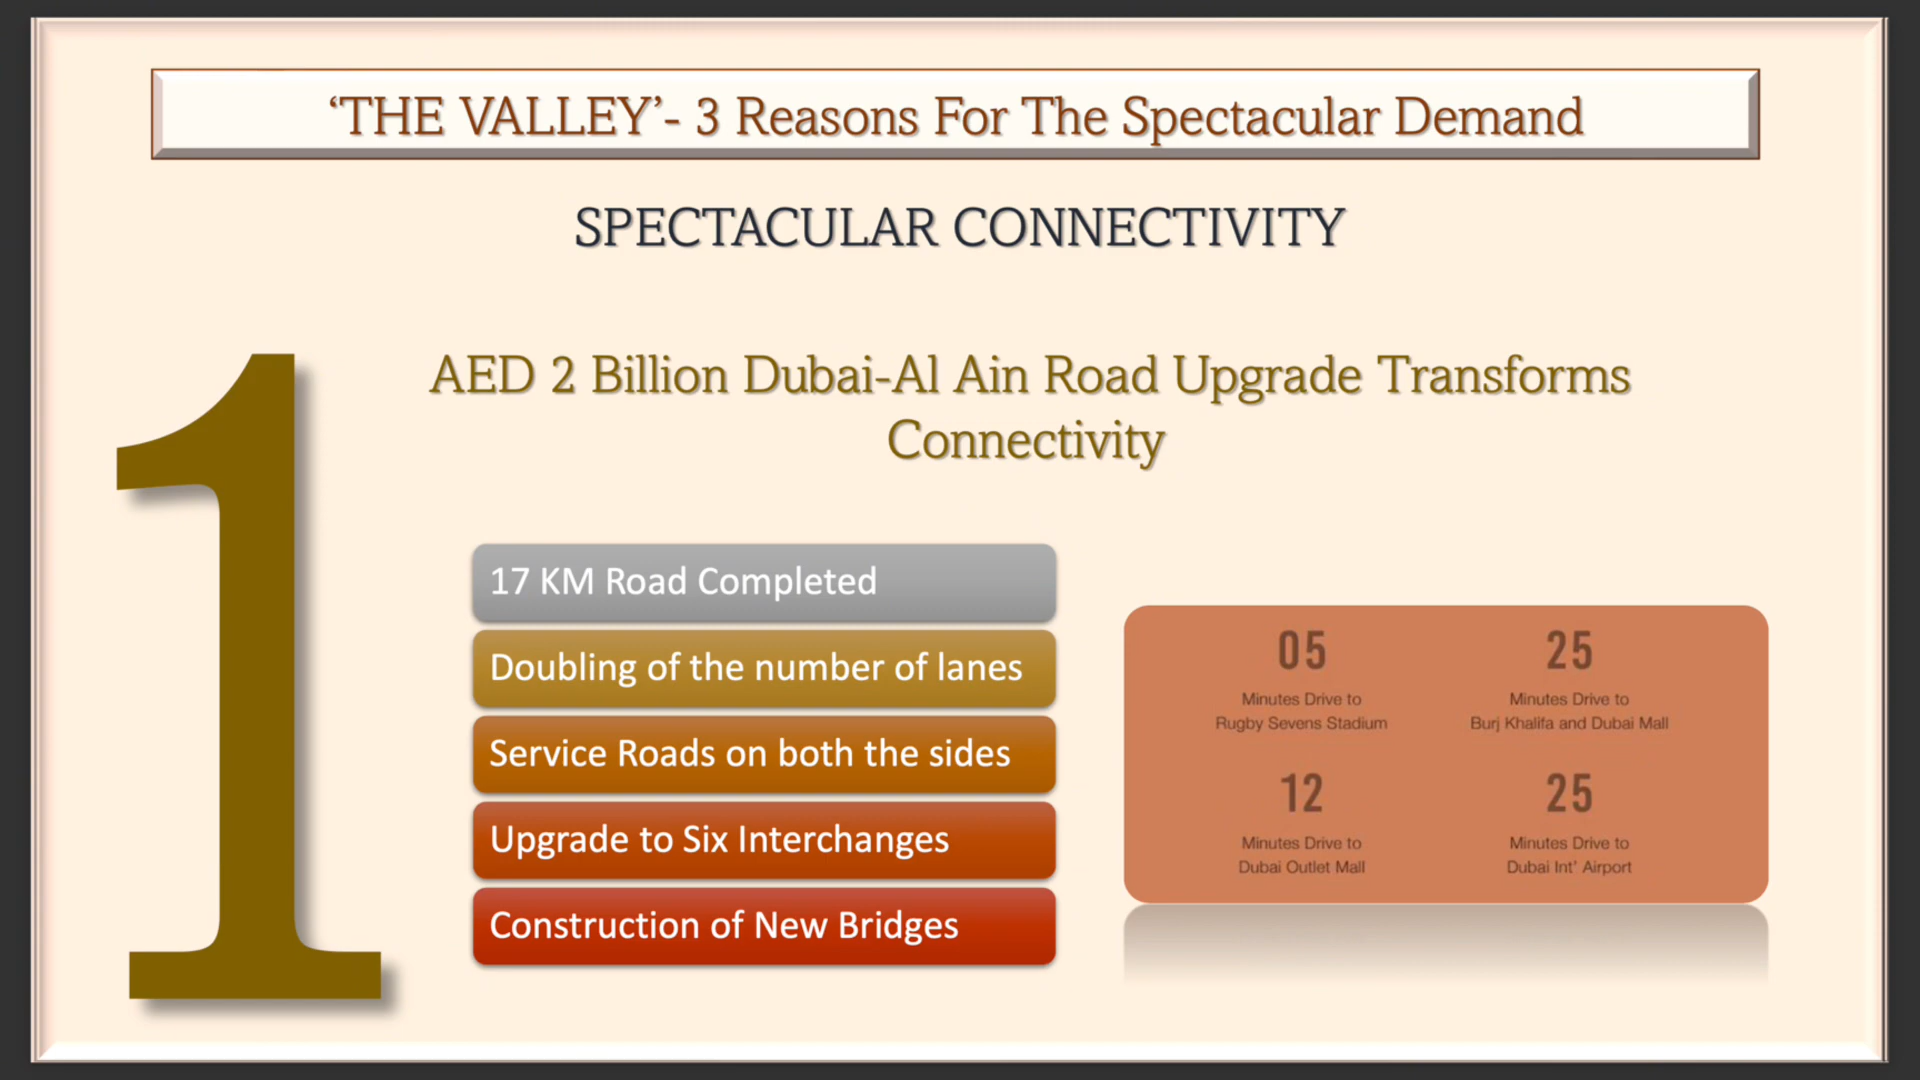 ‘THE VALLEY’- 3 Reasons For The Spectacular Demand
SPECTACULAR CONNECTIVITY
1
AED 2 Billion Dubai-Al Ain Road Upgrade Transforms
Connectivity
17 KM Road Completed
Doubling of the number of lanes
Service Roads on both the sides
Upgrade to Six Interchanges
Construction of New Bridges
05
Minutes Drive to
Rugby Sevens Stadium
25
Minutes Drive to
Burj Khalifa and Dubai Mall
12
Minutes Drive to
Dubai Outlet Mall
25
Minutes Drive to
Dubai Int' Airport